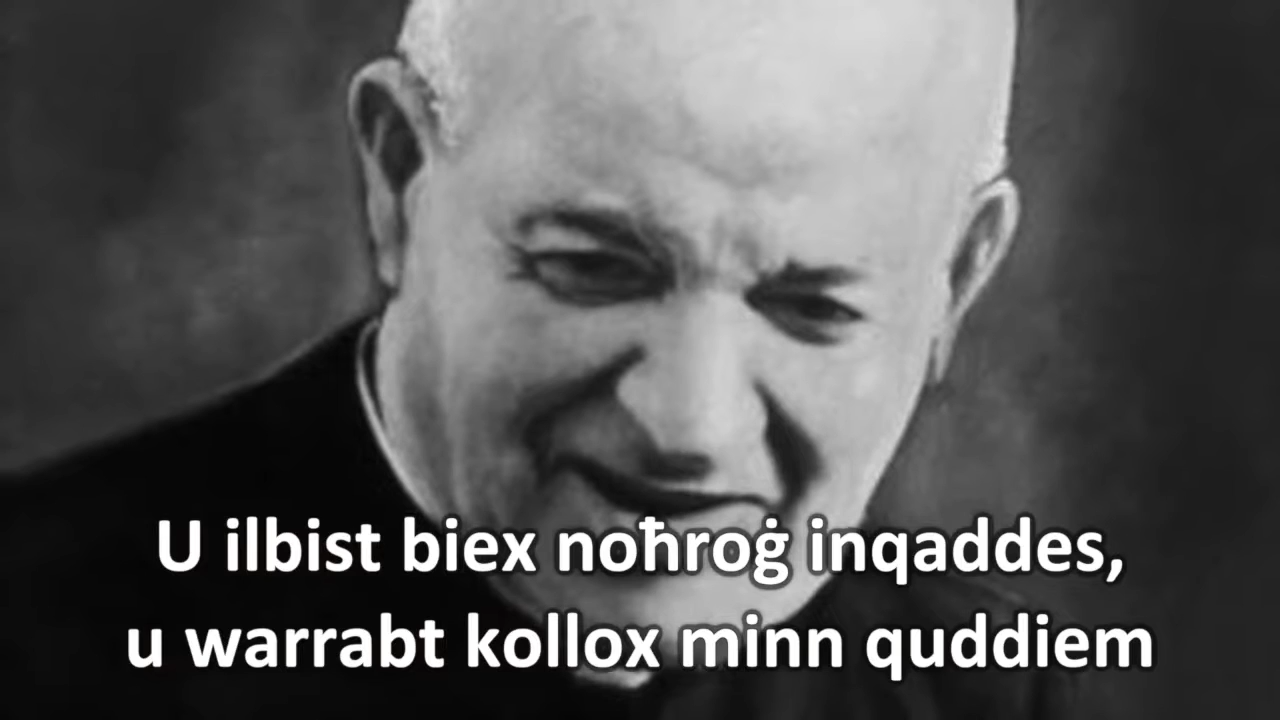 U ilbist biex noħroġ inqaddes,
u warrabt kollox minn quddiem